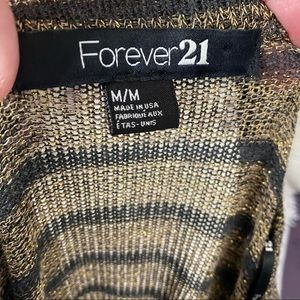 Forever21
M/M
MADE IN USA
FABRIQUÉ AUX
ÉTAS-UNIS